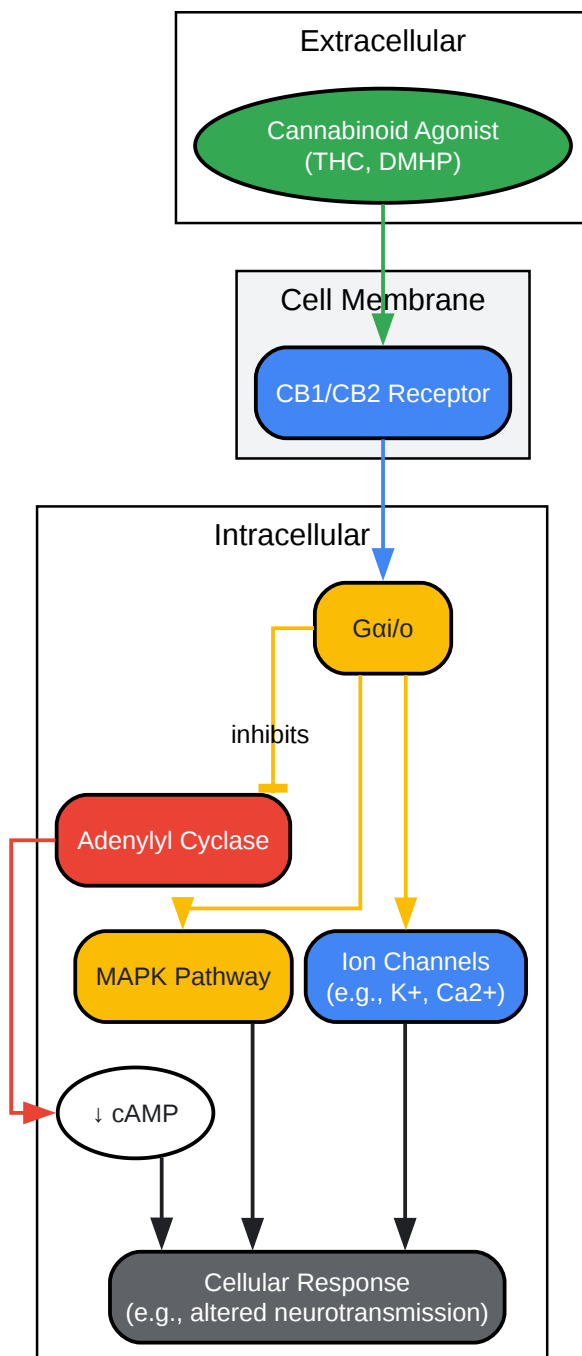 Extracellular
Cannabinoid Agonist
(THC, DMHP)
Cell Membrane
CB1/CB2 Receptor
Intracellular
Gαi/o
inhibits
Adenylyl Cyclase
MAPK Pathway
Ion Channels
(e.g., K+, Ca2+)
↓ cAMP
Cellular Response
(e.g., altered neurotransmission)